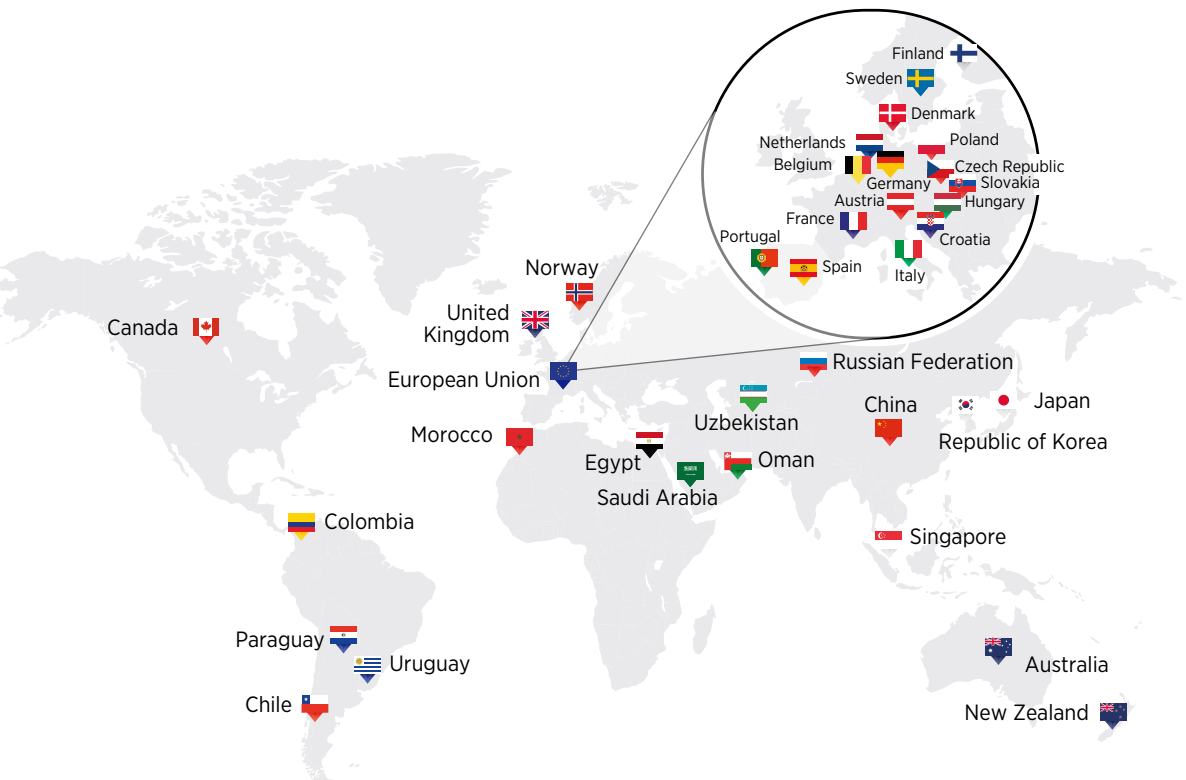 Finland
Sweden
Denmark
Netherlands
Poland
Belgium
Czech Republic
Germany
Slovakia
Austria
Hungary
France
Croatia
Portugal
Spain
Italy
Norway
United
Kingdom
Canada
European Union
Russian Federation
Uzbekistan
China
Japan
Republic of Korea
Morocco
Egypt
Oman
Saudi Arabia
Colombia
Singapore
Paraguay
Uruguay
Chile
Australia
New Zealand